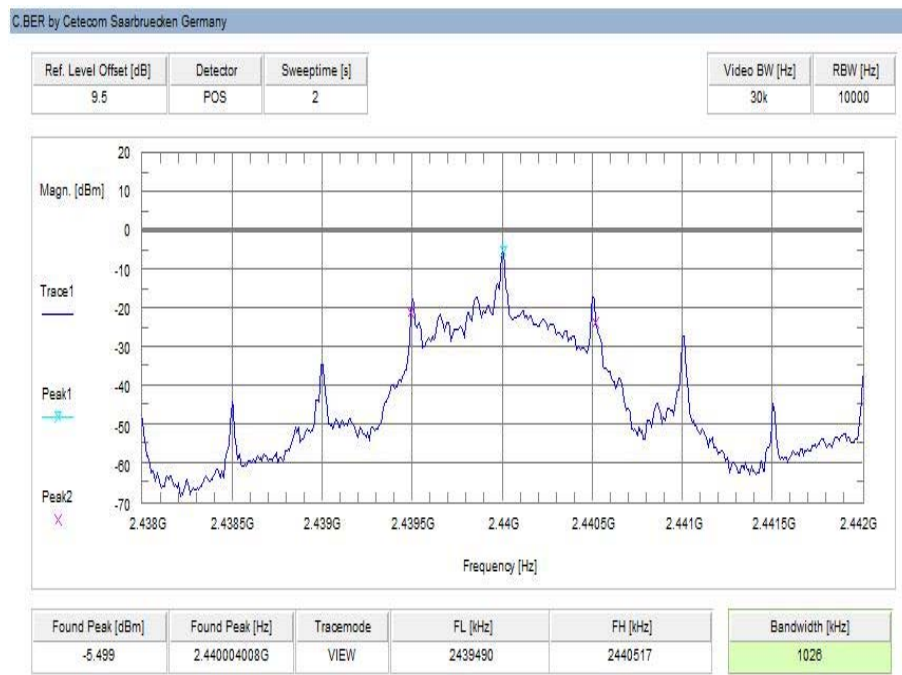 C.BER by Cetecom Saarbruecken Germany
Ref. Level Offset [dB] Detector Sweeptime [s] Video BW [Hz] RBW [Hz]
9.5 POS 2 30k 10000
20
Magn. [dBm] 10
0
-10
Trace1
-20
-30
Peak1
-40
-50
-60
Peak2
-70
2.438G 2.4385G 2.439G 2.4395G 2.44G 2.4405G 2.441G 2.4415G 2.442G
Frequency [Hz]
Found Peak [dBm] Found Peak [Hz] Tracemode FL [kHz] FH [kHz] Bandwidth [kHz]
-5.499 2.440004008G VIEW 2439490 2440517 1026